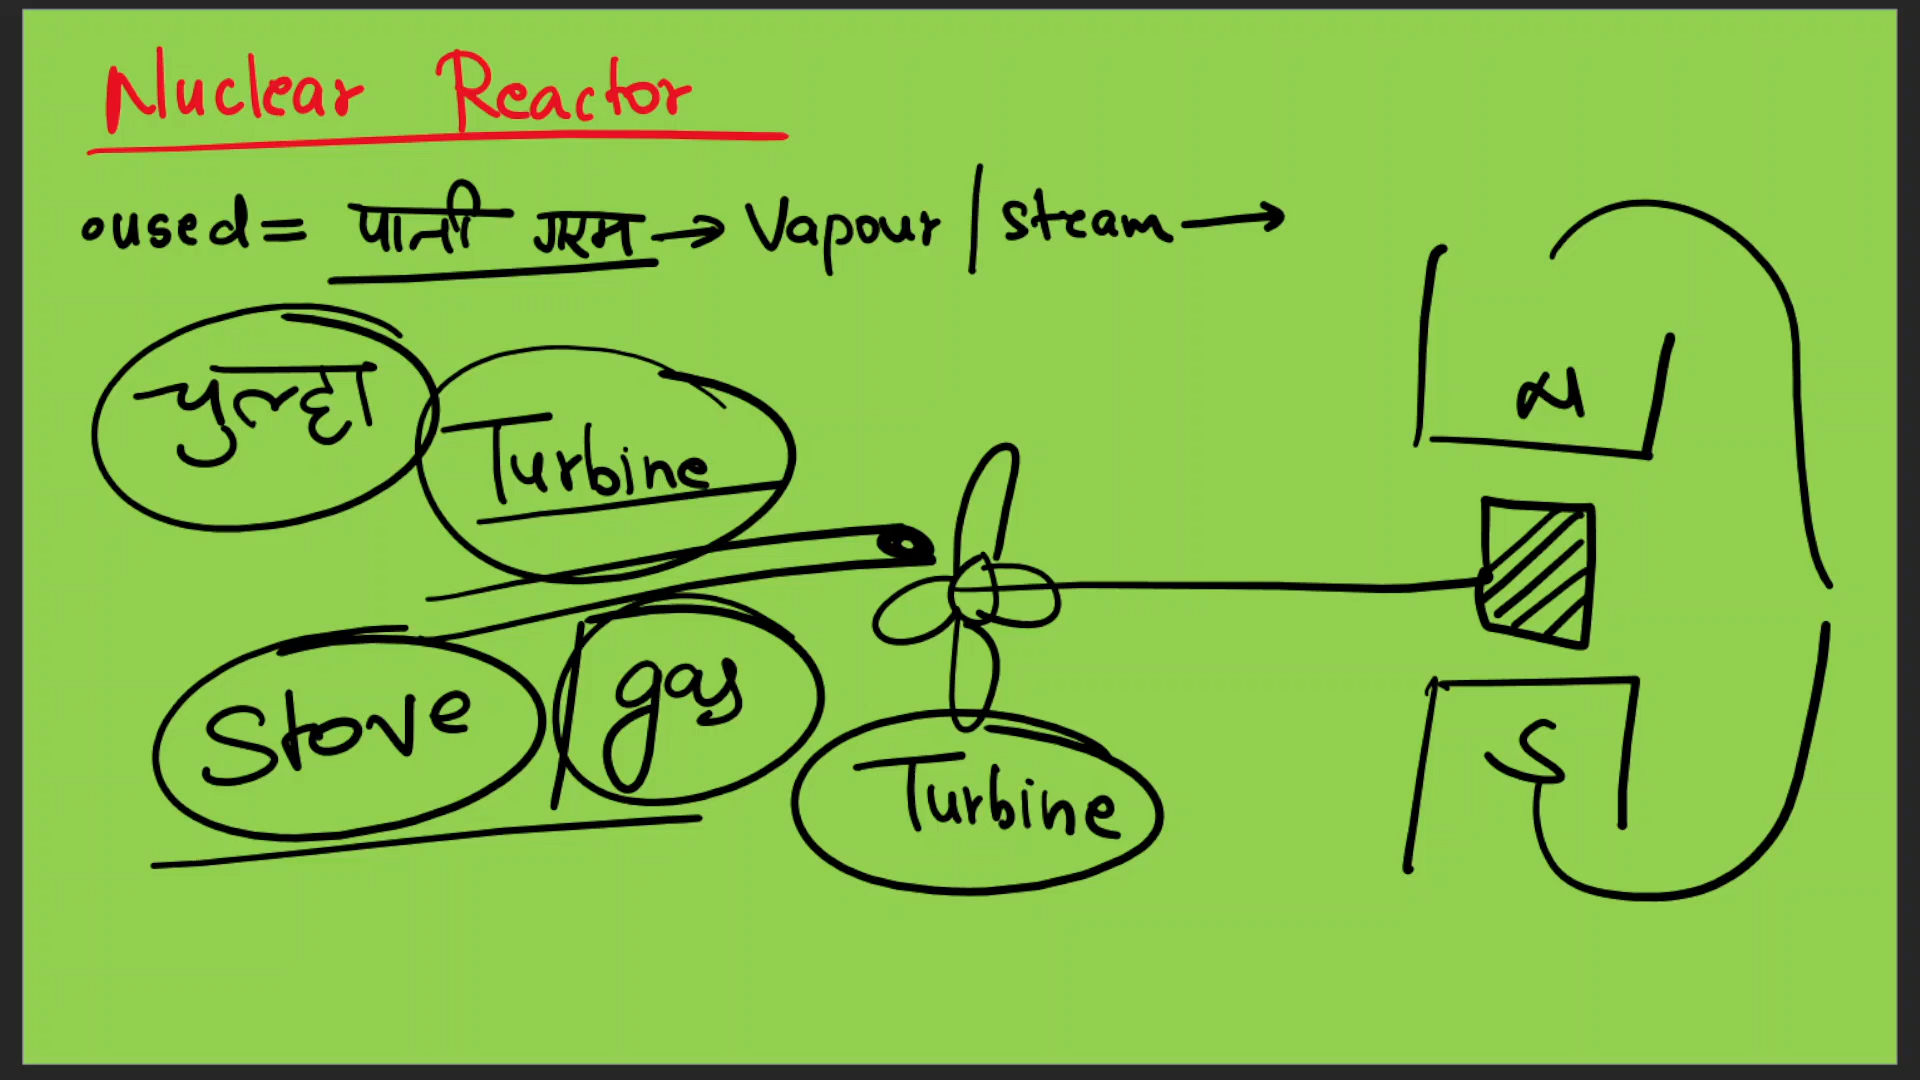 Nuclear Reactor
used = पानी गरम → Vapour / steam →
चुल्हा
Turbine
N
Stove / gas
Turbine
S